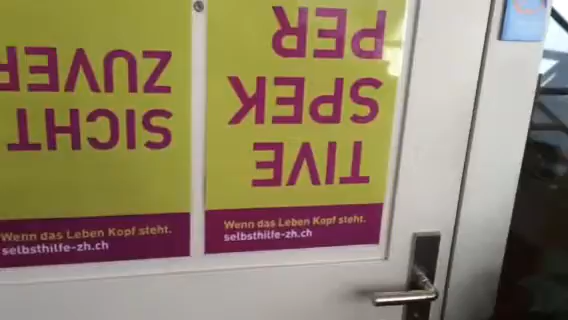 ZUVER
SICHT
Wenn das Leben Kopf steht.
selbsthilfe-zh.ch
PER
SPEK
TIVE
Wenn das Leben Kopf steht.
selbsthilfe-zh.ch